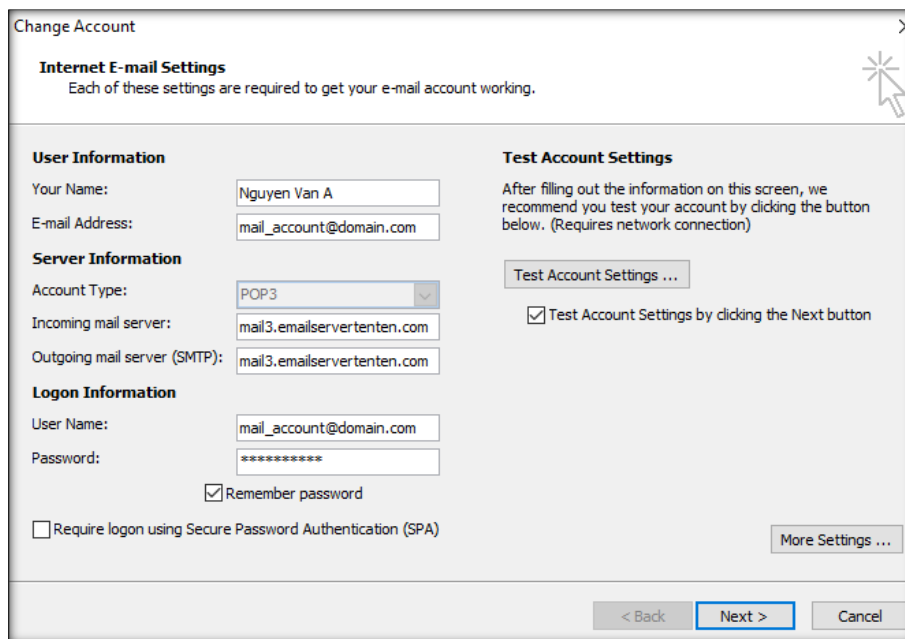 Change Account
Internet E-mail Settings
Each of these settings are required to get your e-mail account working.
User Information
Your Name:
Nguyen Van A
E-mail Address:
mail_account@domain.com
Server Information
Account Type:
POP3
Incoming mail server:
mail3.emailservertenten.com
Outgoing mail server (SMTP):
mail3.emailservertenten.com
Logon Information
User Name:
mail_account@domain.com
Password:
**********
Remember password
Require logon using Secure Password Authentication (SPA)
Test Account Settings
After filling out the information on this screen, we
recommend you test your account by clicking the button
below. (Requires network connection)
Test Account Settings ...
Test Account Settings by clicking the Next button
More Settings ...
< Back
Next >
Cancel